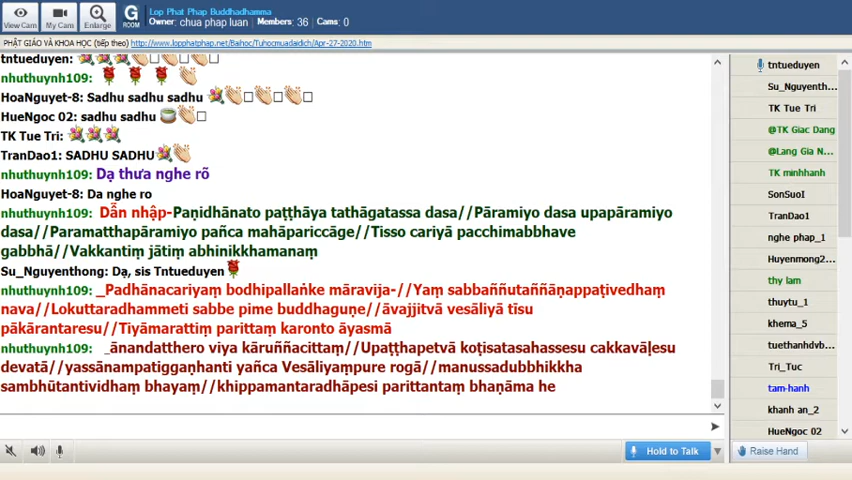 Lop Phat Phap Buddhadhamma
Owner: chua phap luan Members: 36 Cams: 0
View Cam
My Cam
Enlarge
G
ROOM
PHẬT GIÁO VÀ KHOA HỌC (tiếp theo) http://www.lopphatphap.net/Baihoc/Tuhocmuadaidich/Apr-27-2020.htm
tntueduyen:
nhuthuynh109:
HoaNguyet-8: Sadhu sadhu sadhu
HueNgoc 02: sadhu sadhu
TK Tue Tri:
TranDao1: SADHU SADHU
nhuthuynh109: Dạ thưa nghe rõ
HoaNguyet-8: Da nghe ro
nhuthuynh109: Dẫn nhập-Paṇidhānato paṭṭhāya tathāgatassa dasa//Pāramiyo dasa upapāramiyo
dasa//Paramatthapāramiyo pañca mahāpariccāge//Tisso cariyā pacchimabbhave
gabbhā//Vakkantiṃ jātiṃ abhinikkhamanaṃ
Su_Nguyenthong: Dạ, sis Tntueduyen
nhuthuynh109: _Padhānacariyaṃ bodhipallaṅke māravija-//Yaṃ sabbaññutaññāṇappaṭivedhaṃ
nava//Lokuttaradhammeti sabbe pime buddhaguṇe//āvajjitvā vesāliyā tīsu
pākārantaresu//Tiyāmarattiṃ parittaṃ karonto āyasmā
nhuthuynh109: _ānandatthero viya kāruññacittaṃ//Upaṭṭhapetvā koṭisatasahassesu cakkavāḷesu
devatā//yassānampatiggaṇhanti yañca Vesāliyaṃpure rogā//manussadubbhikkha
sambhūtantividhaṃ bhayaṃ//khippamantaradhāpesi parittantaṃ bhaṇāma he
tntueduyen
Su_Nguyenth...
TK Tue Tri
@TK Giac Dang
@Lang Gia N...
TK minhhanh
SonSuoI
TranDao1
nghe phap_1
Huyenmong2...
thy lam
thuytu_1
khema_5
tuethanhdvb...
Tri_Tuc
tam-hanh
khanh an_2
HueNgoc 02
Hold to Talk
Raise Hand